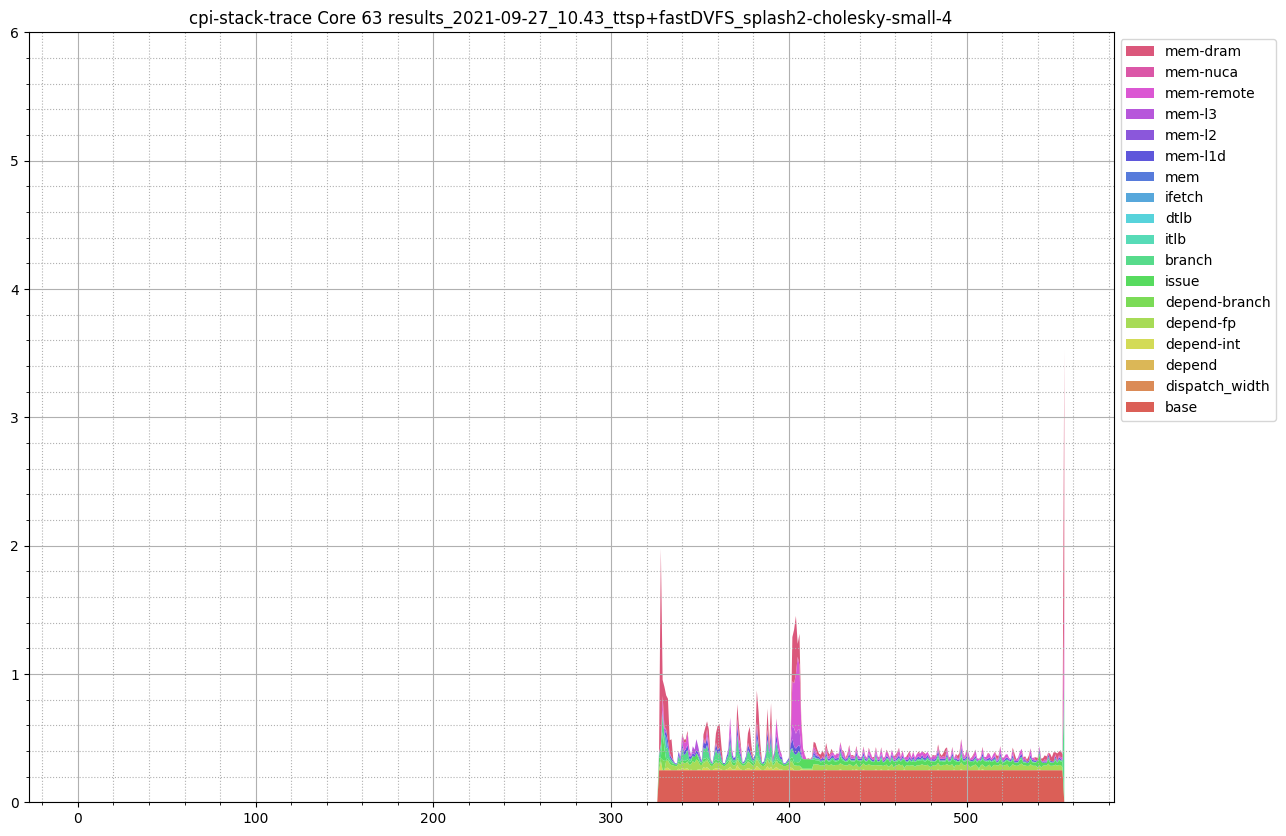 cpi-stack-trace Core 63 results_2021-09-27_10.43_ttsp+fastDVFS_splash2-cholesky-small-4
6
5
4
3
2
1
0
0
100
200
300
400
500
mem-dram
mem-nuca
mem-remote
mem-l3
mem-l2
mem-l1d
mem
ifetch
dtlb
itlb
branch
issue
depend-branch
depend-fp
depend-int
depend
dispatch_width
base